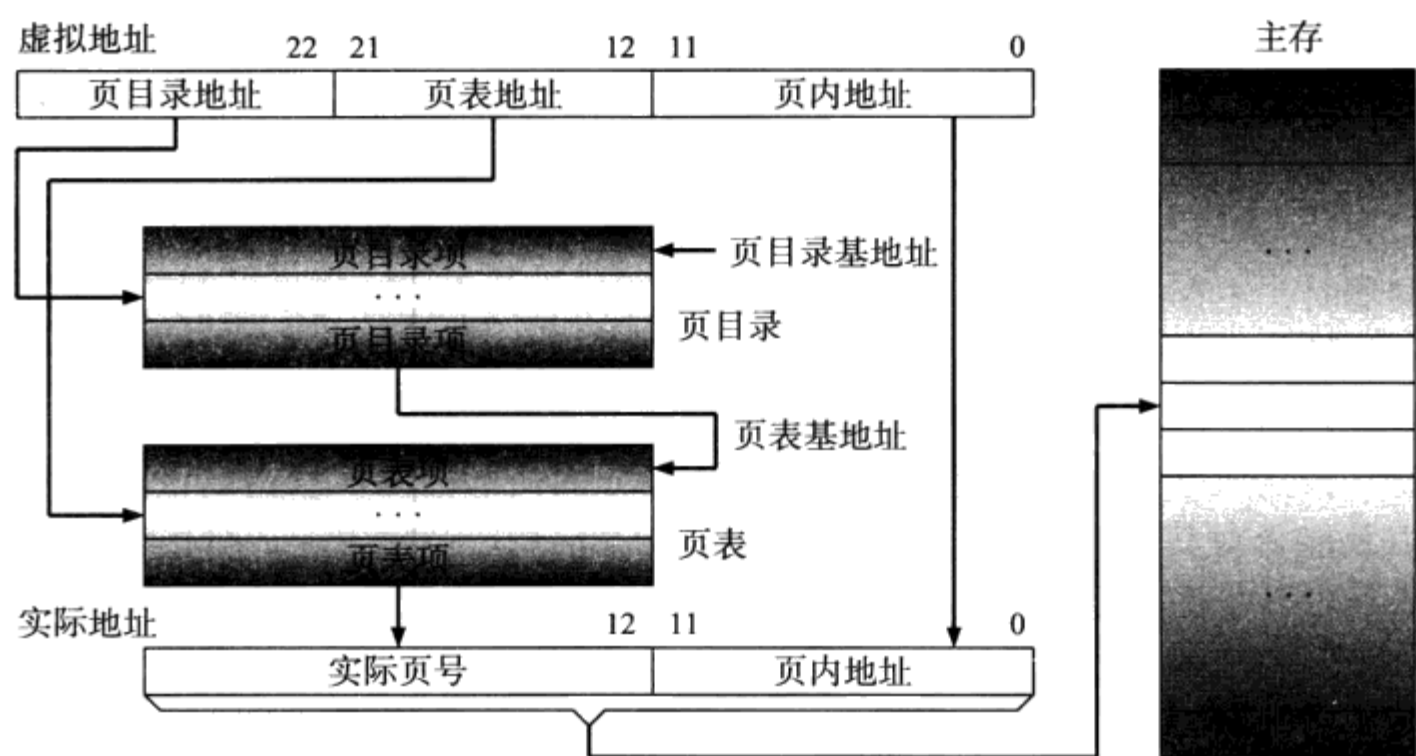 虚拟地址
22 21 12 11 0
主存
页目录地址 页表地址 页内地址
页目录项
页目录基地址
...
...
页目录
页目录项
页表基地址
页表项
...
页表
页表项
...
实际地址
12 11 0
实际页号 页内地址